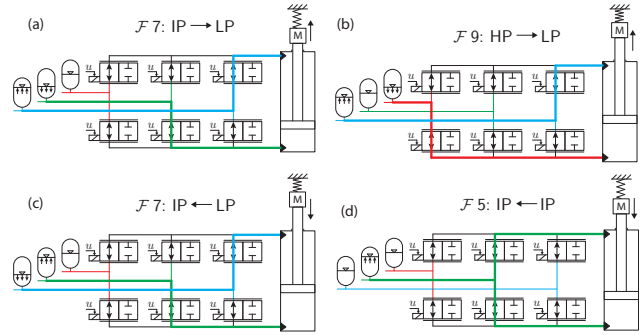 (a)
𝓕 7: IP ⟶ LP
M
u u u
u u u
(b)
𝓕 9: HP ⟶ LP
M
u u u
u u u
(c)
𝓕 7: IP ⟵ LP
M
u u u
u u u
(d)
𝓕 5: IP ⟵ IP
M
u u u
u u u